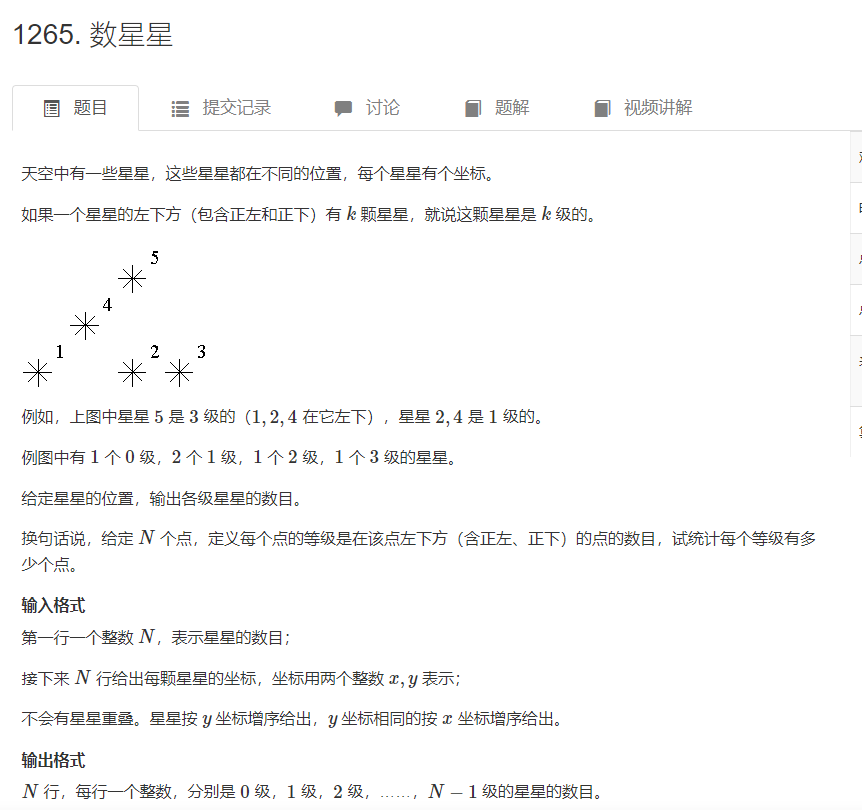 1265. 数星星
题目 提交记录 讨论 题解 视频讲解
天空中有一些星星，这些星星都在不同的位置，每个星星有个坐标。
如果一个星星的左下方（包含正左和正下）有 k 颗星星，就说这颗星星是 k 级的。
5
4
1 2 3
例如，上图中星星 5 是 3 级的（1, 2, 4 在它左下），星星 2, 4 是 1 级的。
例图中有 1 个 0 级，2 个 1 级，1 个 2 级，1 个 3 级的星星。
给定星星的位置，输出各级星星的数目。
换句话说，给定 N 个点，定义每个点的等级是在该点左下方（含正左、正下）的点的数目，试统计每个等级有多
少个点。
输入格式
第一行一个整数 N，表示星星的数目；
接下来 N 行给出每颗星星的坐标，坐标用两个整数 x, y 表示；
不会有星星重叠。星星按 y 坐标增序给出，y 坐标相同的按 x 坐标增序给出。
输出格式
N 行，每行一个整数，分别是 0 级，1 级，2 级，……，N − 1 级的星星的数目。